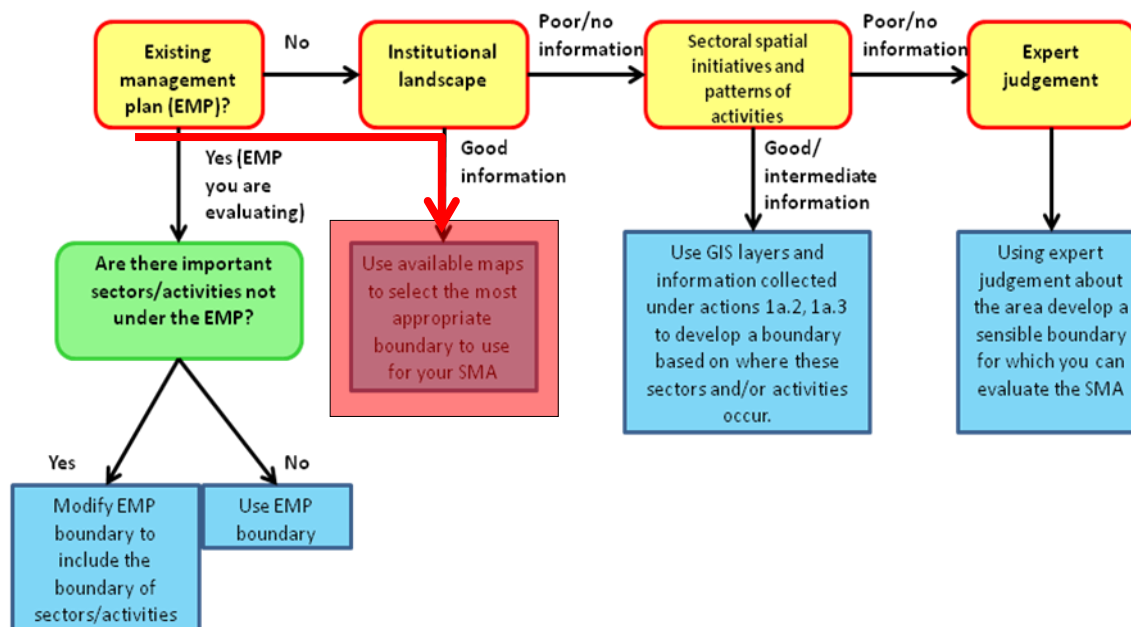 Existing
management
plan (EMP)?
No
Institutional
landscape
Poor/no
information
Sectoral spatial
initiatives and
patterns of
activities
Poor/no
information
Expert
judgement
Yes (EMP
you are
evaluating)
Good
information
Good/
intermediate
information
Are there important
sectors/activities not
under the EMP?
Use available maps
to select the most
appropriate
boundary to use
for your SMA
Use GIS layers and
information collected
under actions 1a.2, 1a.3
to develop a boundary
based on where these
sectors and/or activities
occur.
Using expert
judgement about
the area develop a
sensible boundary
for which you can
evaluate the SMA
Yes
No
Modify EMP
boundary to
include the
boundary of
sectors/activities
Use EMP
boundary